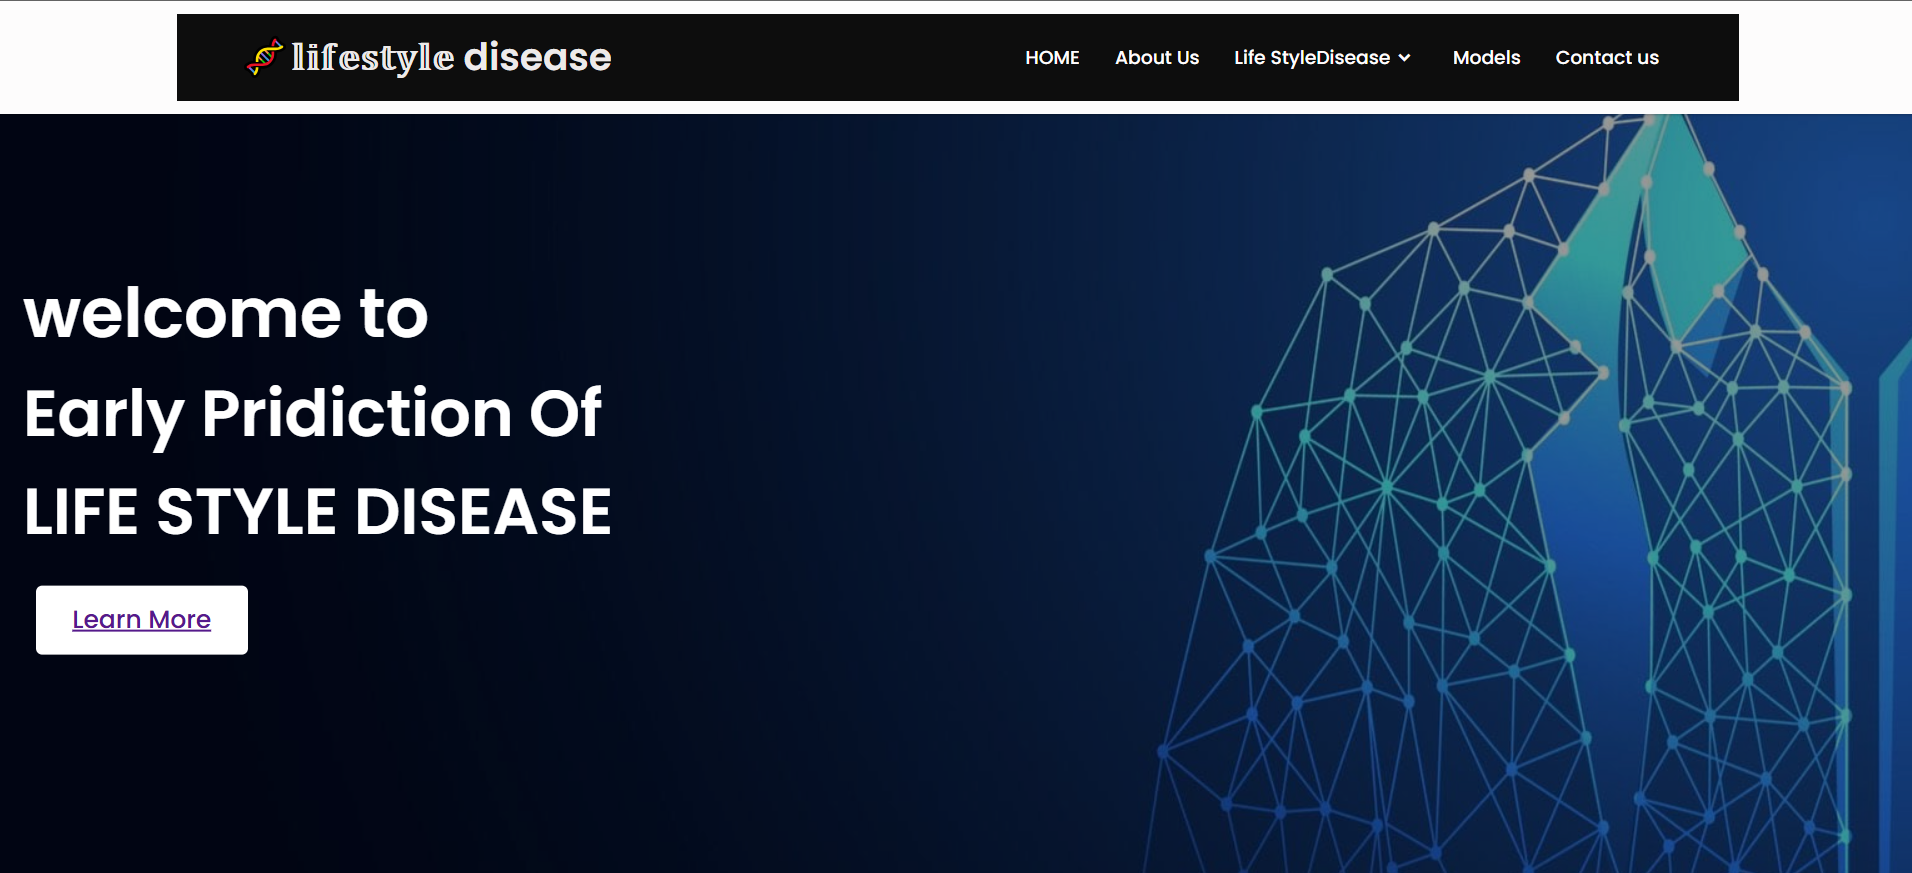 𝕝𝕚𝕗𝕖𝕤𝕥𝕪𝕝𝕖 disease
HOME About Us Life StyleDisease Models Contact us
welcome to
Early Pridiction Of
LIFE STYLE DISEASE
Learn More